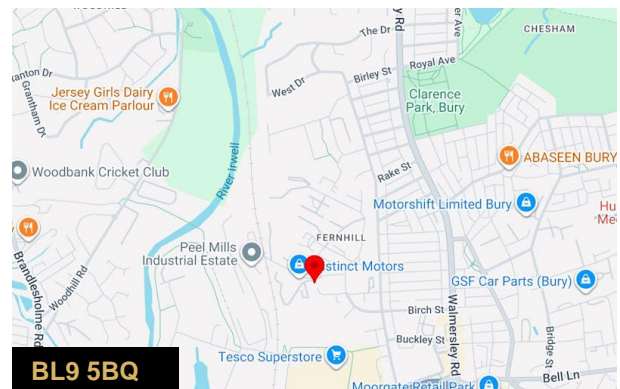 CHESHAM
The Dr
Royal Ave
Birley St
West Dr
Clarence
Park, Bury
Jersey Girls Dairy
Ice Cream Parlour
Grantham Dr
ABASEEN BURY
Rake St
Woodbank Cricket Club
River Irwell
Motorshift Limited Bury
FERNHILL
Peel Mills
Industrial Estate
stinct Motors
GSF Car Parts (Bury)
Woodhill Rd
Brandlesholme Rd
Birch St
Walmersley Rd
Buckley St
Bridge St
Tesco Superstore
Bell Ln
Moorgate Retail Park
BL9 5BQ